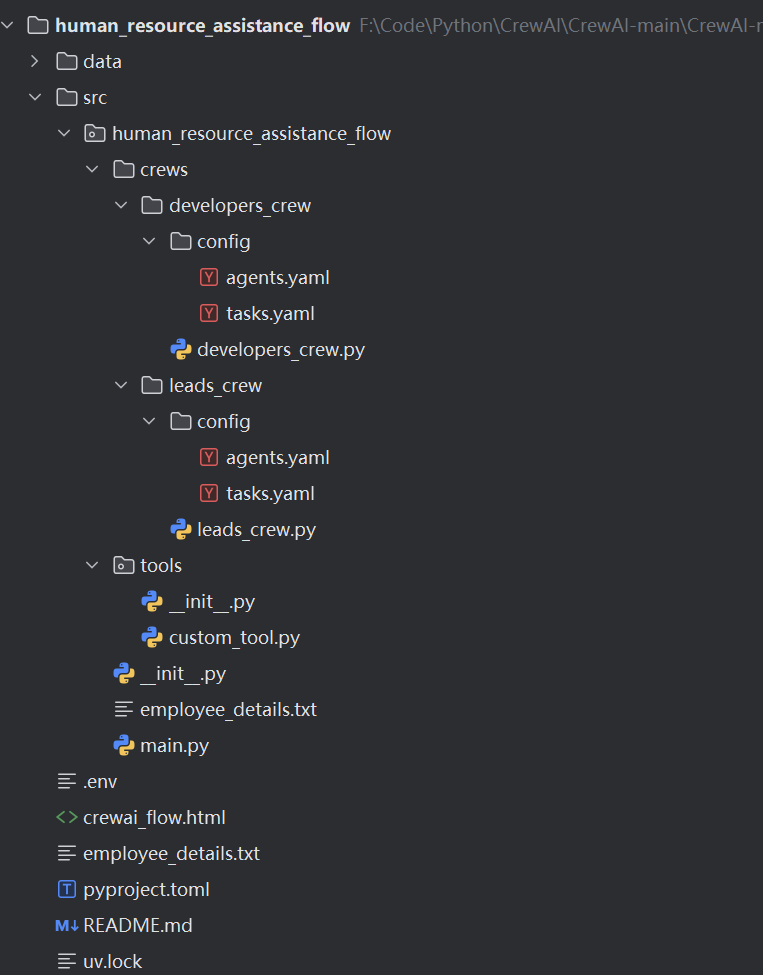 human_resource_assistance_flow F:\Code\Python\CrewAI\CrewAI-main\CrewAI-r
data
src
human_resource_assistance_flow
crews
developers_crew
config
Y agents.yaml
Y tasks.yaml
developers_crew.py
leads_crew
config
Y agents.yaml
Y tasks.yaml
leads_crew.py
tools
__init__.py
custom_tool.py
__init__.py
employee_details.txt
main.py
.env
<> crewai_flow.html
employee_details.txt
T pyproject.toml
M↓ README.md
uv.lock